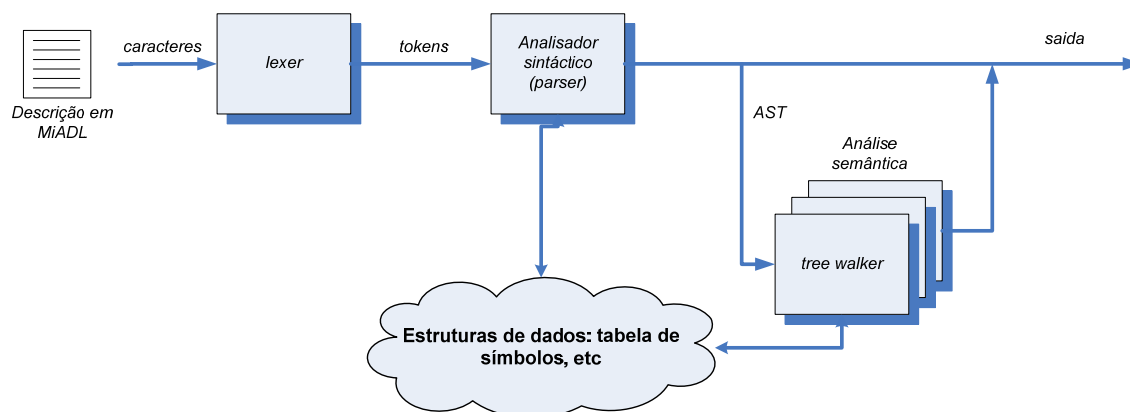 caracteres
lexer
tokens
Analisador
sintáctico
(parser)
saida
Descrição em
MiADL
AST
Análise
semântica
tree walker
Estruturas de dados: tabela de
símbolos, etc